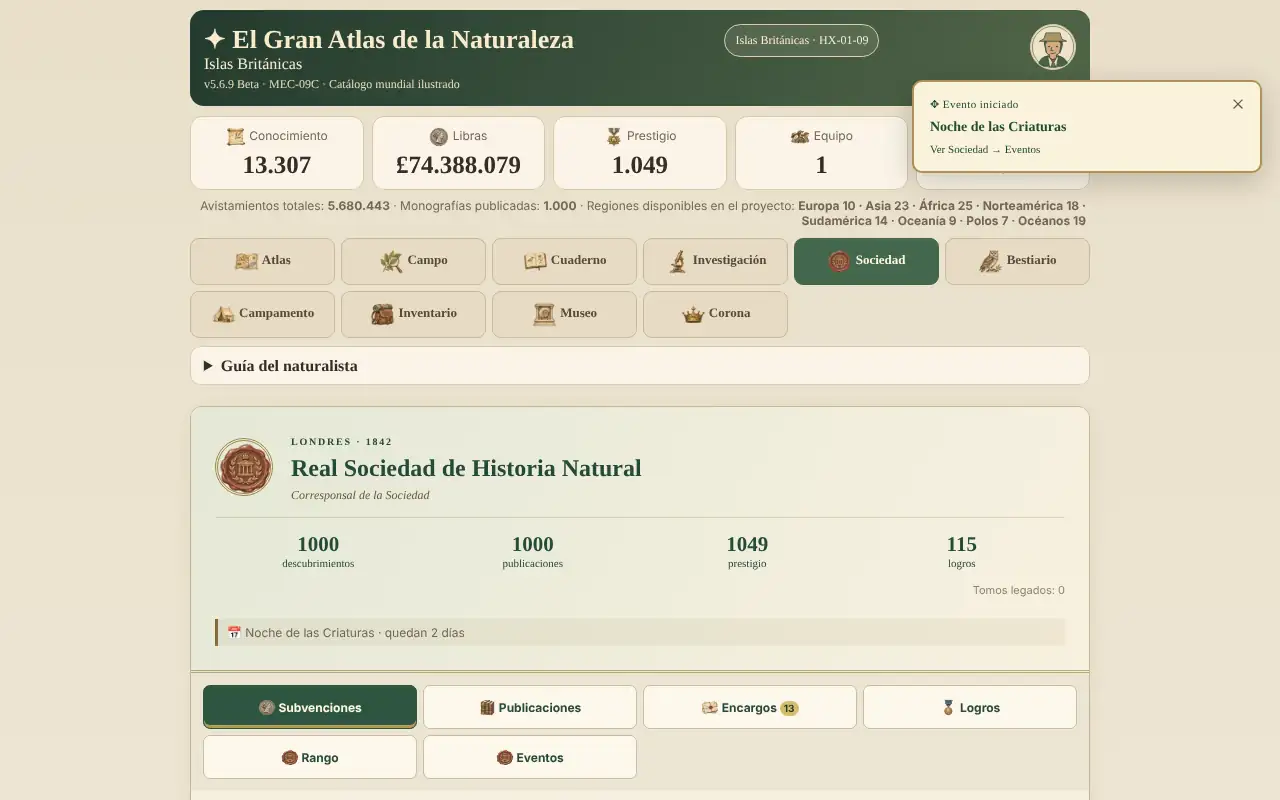 ✦ El Gran Atlas de la Naturaleza
Islas Británicas
v5.6.9 Beta · MEC-09C · Catálogo mundial ilustrado
Islas Británicas · HX-01-09
✥ Evento iniciado
Noche de las Criaturas
Ver Sociedad → Eventos
Conocimiento
13.307
Libras
£74.388.079
Prestigio
1.049
Equipo
1
Avistamientos totales: 5.680.443 · Monografías publicadas: 1.000 · Regiones disponibles en el proyecto: Europa 10 · Asia 23 · África 25 · Norteamérica 18 ·
Sudamérica 14 · Oceanía 9 · Polos 7 · Océanos 19
Atlas
Campo
Cuaderno
Investigación
Sociedad
Bestiario
Campamento
Inventario
Museo
Corona
Guía del naturalista
LONDRES · 1842
Real Sociedad de Historia Natural
Corresponsal de la Sociedad
1000
descubrimientos
1000
publicaciones
1049
prestigio
115
logros
Tomos legados: 0
📅 Noche de las Criaturas · quedan 2 días
Subvenciones
Publicaciones
Encargos 13
Logros
Rango
Eventos